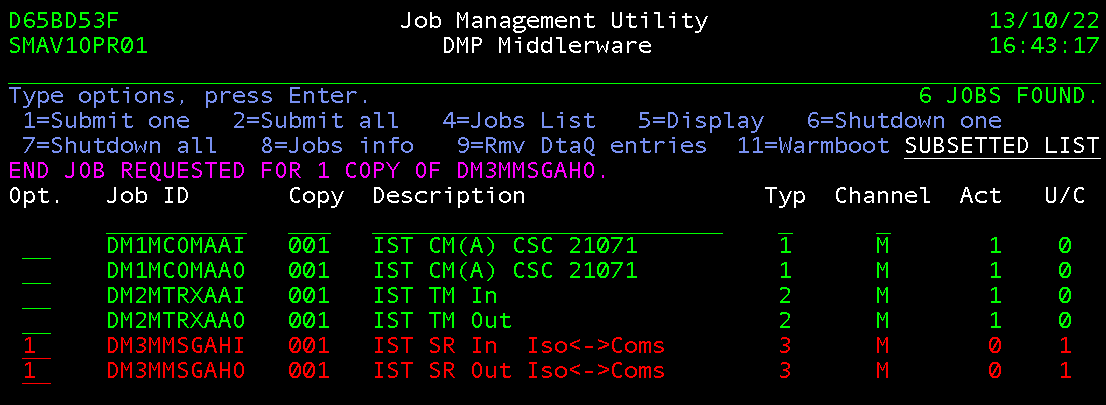 D65BD53F Job Management Utility 13/10/22
SMAV10PR01 DMP Middlerware 16:43:17
Type options, press Enter. 6 JOBS FOUND.
1=Submit one 2=Submit all 4=Jobs List 5=Display 6=Shutdown one
7=Shutdown all 8=Jobs info 9=Rmv DtaQ entries 11=Warmboot SUBSETTED LIST
END JOB REQUESTED FOR 1 COPY OF DM3MMSGAHO.
Opt. Job ID Copy Description Typ Channel Act U/C
DM1MCOMAAI 001 IST CM(A) CSC 21071 1 M 1 0
DM1MCOMAAO 001 IST CM(A) CSC 21071 1 M 1 0
DM2MTRXAAI 001 IST TM In 2 M 1 0
DM2MTRXAAO 001 IST TM Out 2 M 1 0
1 DM3MMSGAHI 001 IST SR In Iso<->Coms 3 M 0 1
1 DM3MMSGAHO 001 IST SR Out Iso<->Coms 3 M 0 1